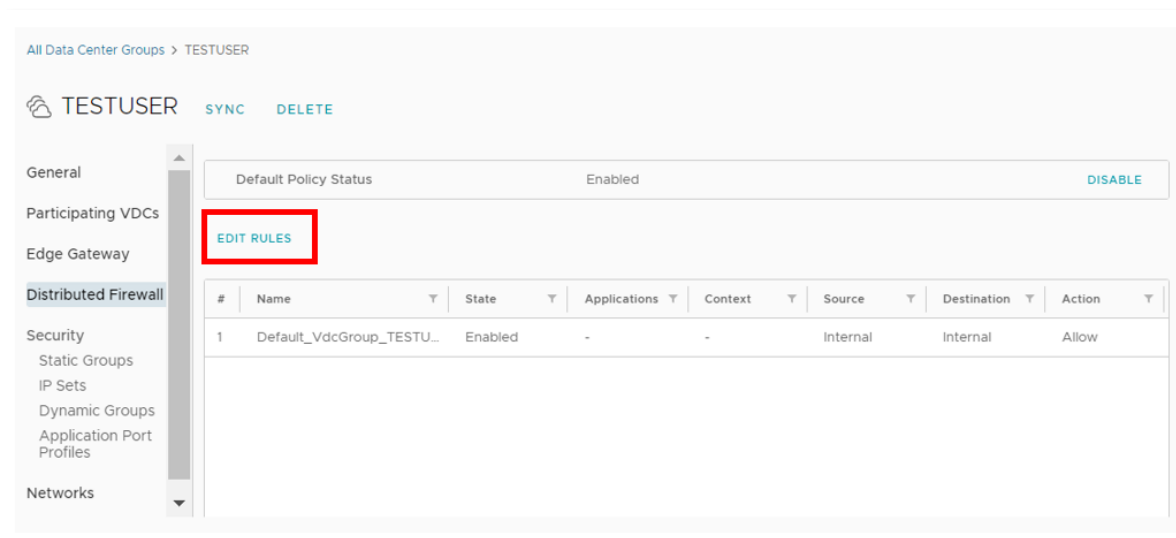 All Data Center Groups > TESTUSER
TESTUSER SYNC DELETE
General
Participating VDCs
Edge Gateway
Distributed Firewall
Security
Static Groups
IP Sets
Dynamic Groups
Application Port
Profiles
Networks
Default Policy Status Enabled DISABLE
EDIT RULES
# Name State Applications Context Source Destination Action
1 Default_VdcGroup_TESTU... Enabled - - Internal Internal Allow